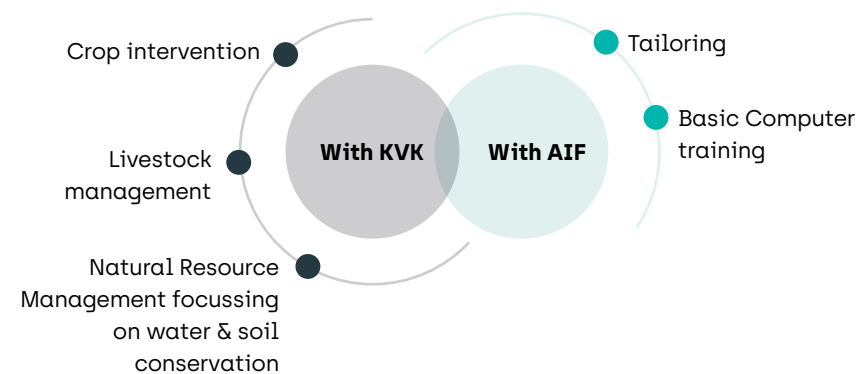 Crop intervention
Livestock
management
Natural Resource
Management focussing
on water & soil
conservation
With KVK
With AIF
Tailoring
Basic Computer
training